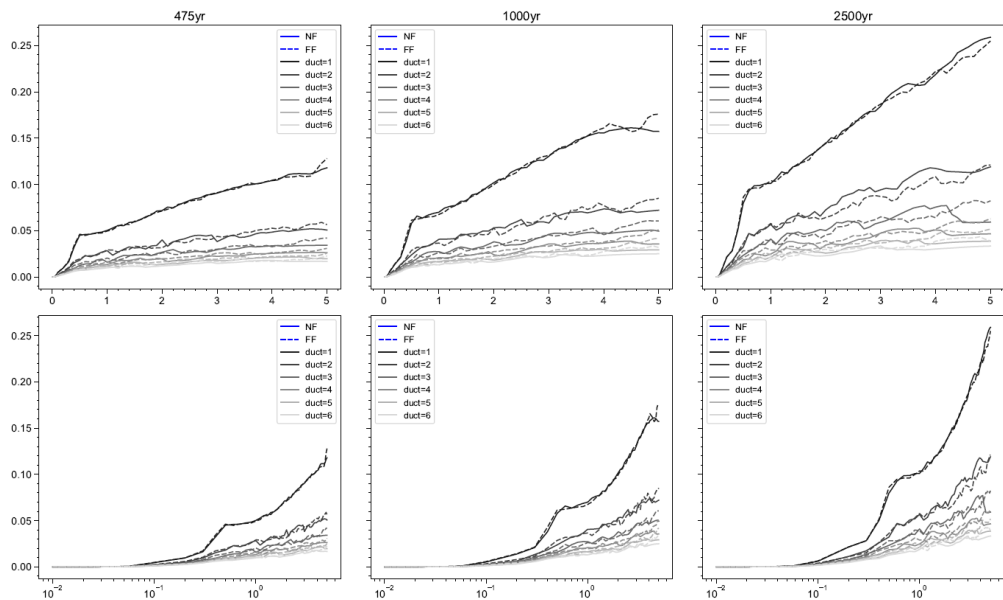 475yr
1000yr
2500yr
0.25
0.20
0.15
0.10
0.05
0.00
NF
FF
duct=1
duct=2
duct=3
duct=4
duct=5
duct=6
NF
FF
duct=1
duct=2
duct=3
duct=4
duct=5
duct=6
NF
FF
duct=1
duct=2
duct=3
duct=4
duct=5
duct=6
0 1 2 3 4 5
0 1 2 3 4 5
0 1 2 3 4 5
0.25
0.20
0.15
0.10
0.05
0.00
NF
FF
duct=1
duct=2
duct=3
duct=4
duct=5
duct=6
NF
FF
duct=1
duct=2
duct=3
duct=4
duct=5
duct=6
NF
FF
duct=1
duct=2
duct=3
duct=4
duct=5
duct=6
10⁻² 10⁻¹ 10⁰
10⁻² 10⁻¹ 10⁰
10⁻² 10⁻¹ 10⁰